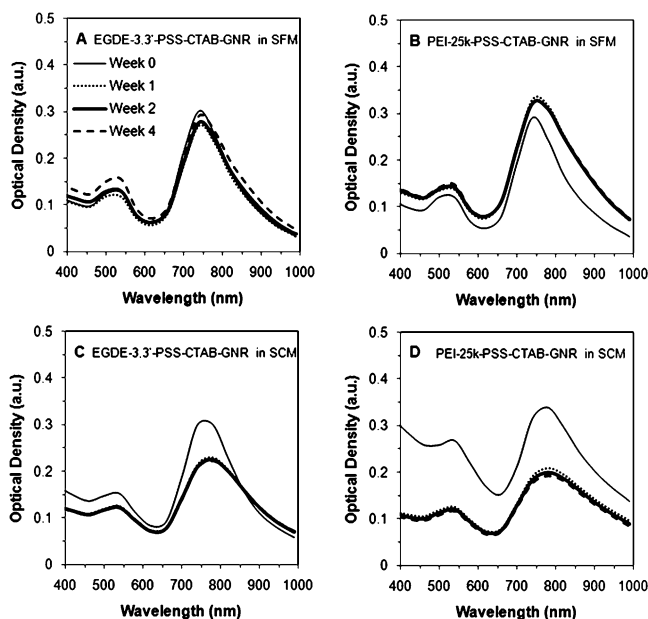 A EGDE-3.3'-PSS-CTAB-GNR in SFM
Week 0
Week 1
Week 2
Week 4
Optical Density (a.u.)
0.5
0.4
0.3
0.2
0.1
0
400 500 600 700 800 900 1000
Wavelength (nm)
B PEI-25k-PSS-CTAB-GNR in SFM
Optical Density (a.u.)
0.5
0.4
0.3
0.2
0.1
0
400 500 600 700 800 900 1000
Wavelength (nm)
C EGDE-3.3'-PSS-CTAB-GNR in SCM
Optical Density (a.u.)
0.5
0.4
0.3
0.2
0.1
0
400 500 600 700 800 900 1000
Wavelength (nm)
D PEI-25k-PSS-CTAB-GNR in SCM
Optical Density (a.u.)
0.5
0.4
0.3
0.2
0.1
0
400 500 600 700 800 900 1000
Wavelength (nm)